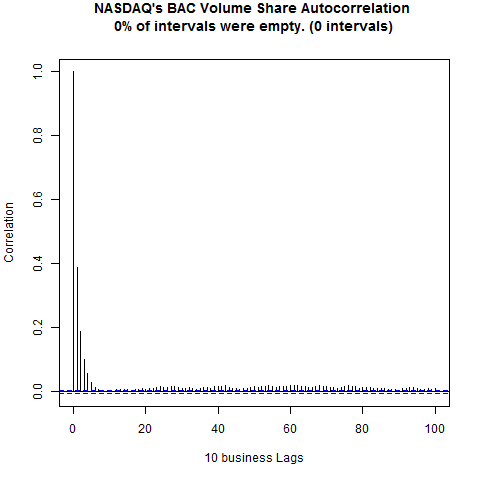 NASDAQ's BAC Volume Share Autocorrelation
0% of intervals were empty. (0 intervals)
Correlation
1.0
0.8
0.6
0.4
0.2
0.0
0 20 40 60 80 100
10 business Lags